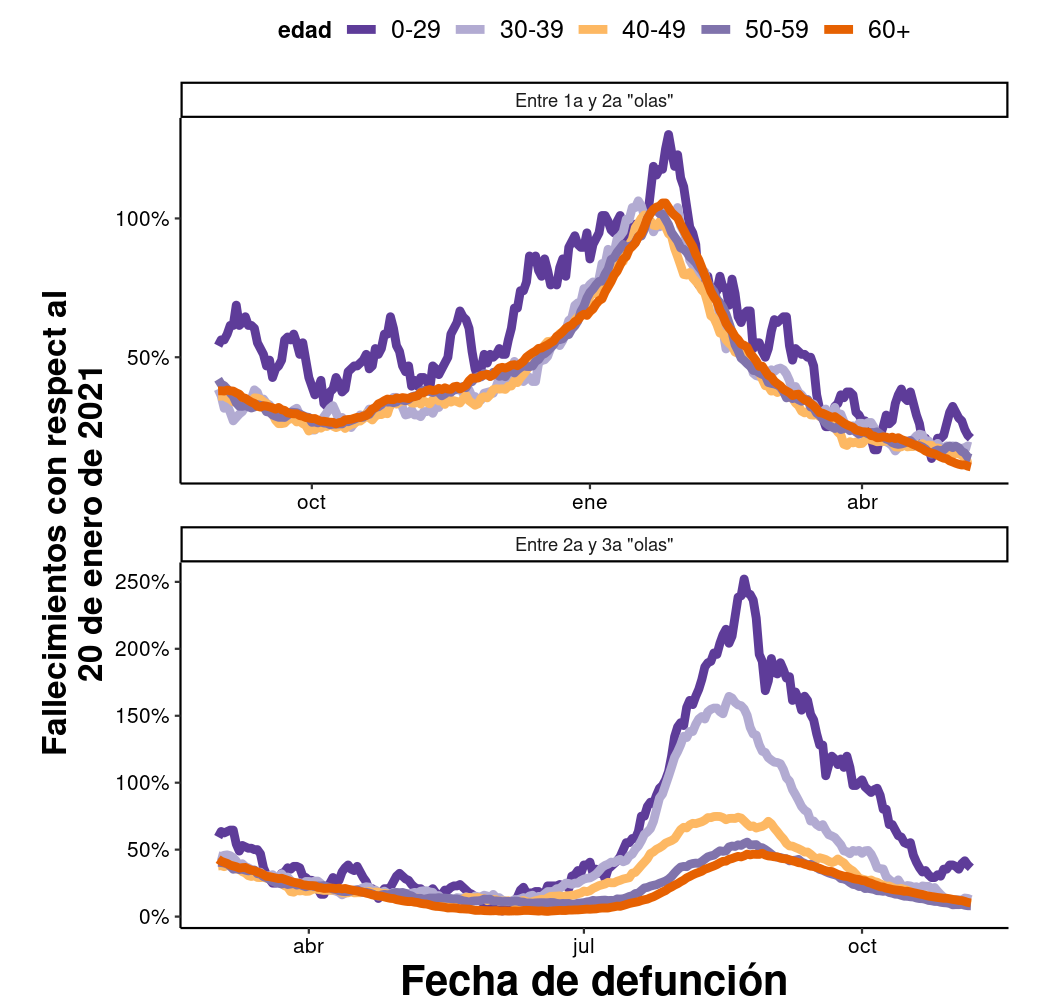 edad 0-29 30-39 40-49 50-59 60+
Entre 1a y 2a "olas"
100%
50%
oct ene abr
Fallecimientos con respect al
20 de enero de 2021
Entre 2a y 3a "olas"
250%
200%
150%
100%
50%
0%
abr jul oct
Fecha de defunción